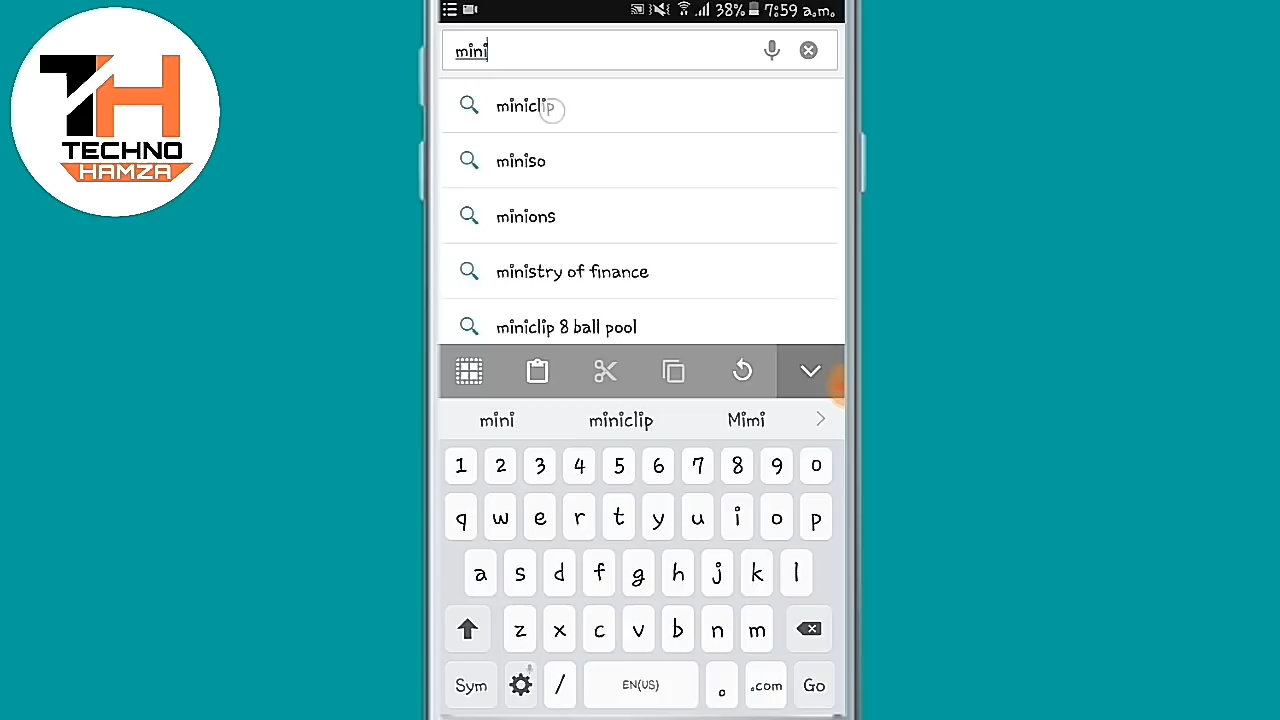 TECHNO
HAMZA
38% 7:59 a.m.
mini
miniclip
miniso
minions
ministry of finance
miniclip 8 ball pool
mini miniclip Mimi
1 2 3 4 5 6 7 8 9 0
q w e r t y u i o p
a s d f g h j k l
z x c v b n m
Sym / EN(US) . .com Go